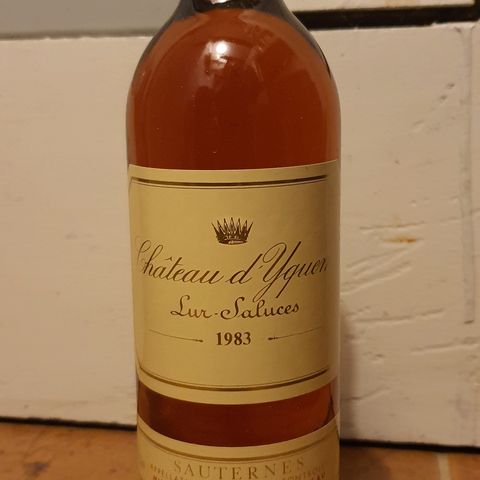 Château d'Yquem
Lur-Saluces
1983
SAUTERNES